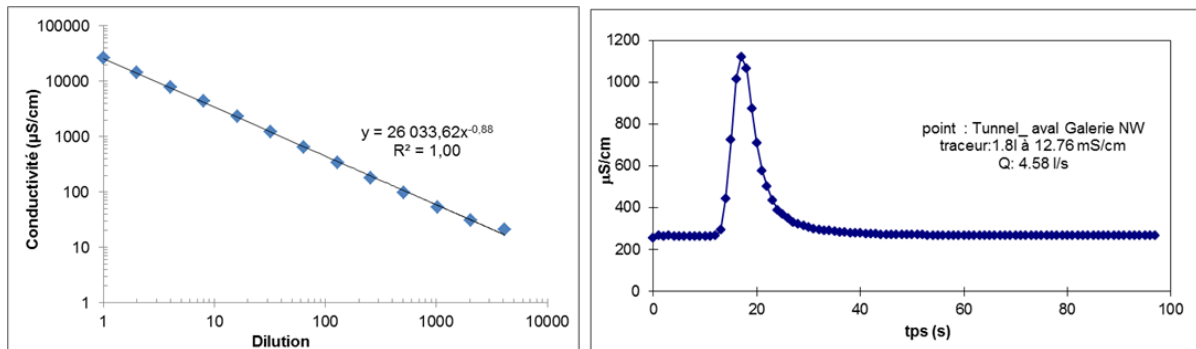 100000
10000
1000
100
10
1
1
10
100
1000
10000
Conductivité (µS/cm)
Dilution
y = 26 033,62x^-0,88
R² = 1,00
1200
1000
800
600
400
200
0
0
20
40
60
80
100
µS/cm
tps (s)
point : Tunnel_ aval Galerie NW
traceur:1.8l à 12.76 mS/cm
Q: 4.58 l/s